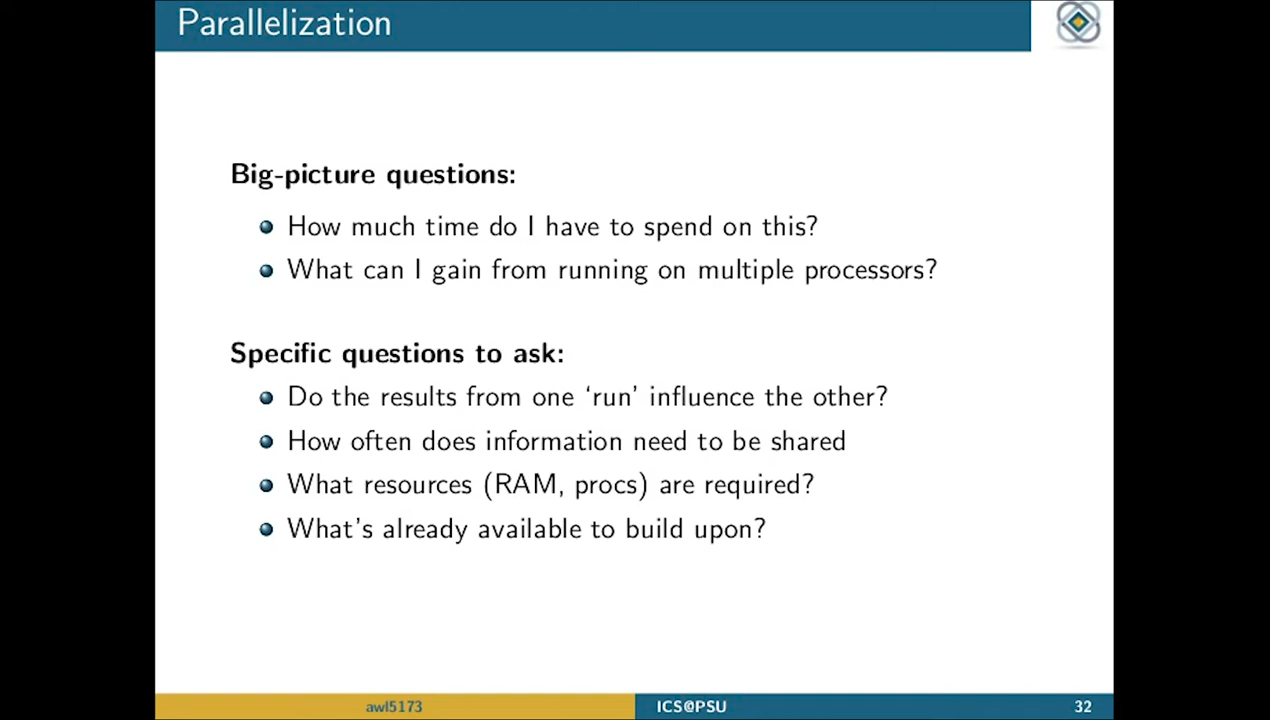 Parallelization
Big-picture questions:
How much time do I have to spend on this?
What can I gain from running on multiple processors?
Specific questions to ask:
Do the results from one ‘run’ influence the other?
How often does information need to be shared
What resources (RAM, procs) are required?
What's already available to build upon?
awl5173
ICS@PSU
32